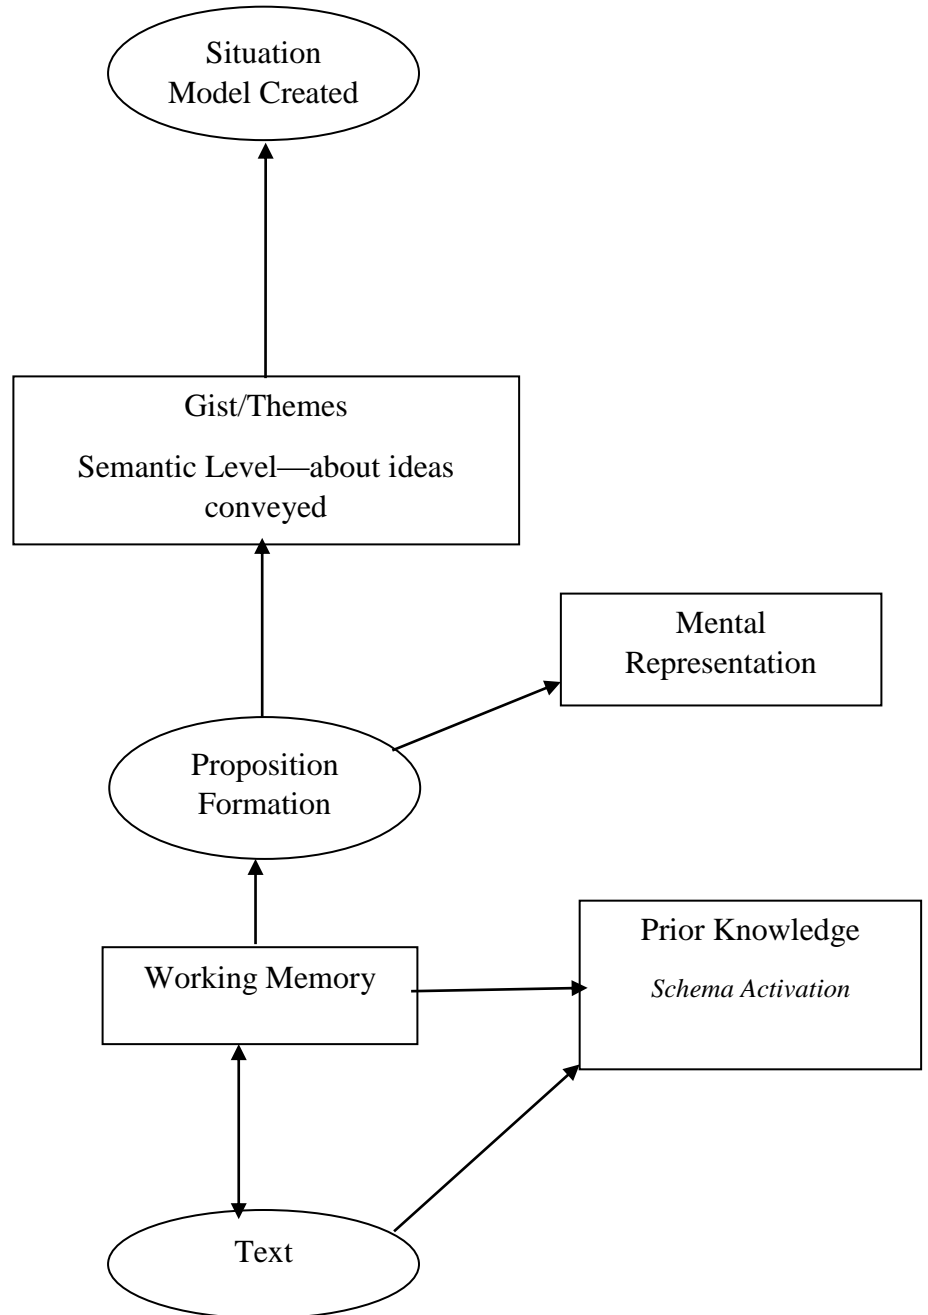 Situation
Model Created
Gist/Themes
Semantic Level—about ideas
conveyed
Mental
Representation
Proposition
Formation
Prior Knowledge
Schema Activation
Working Memory
Text